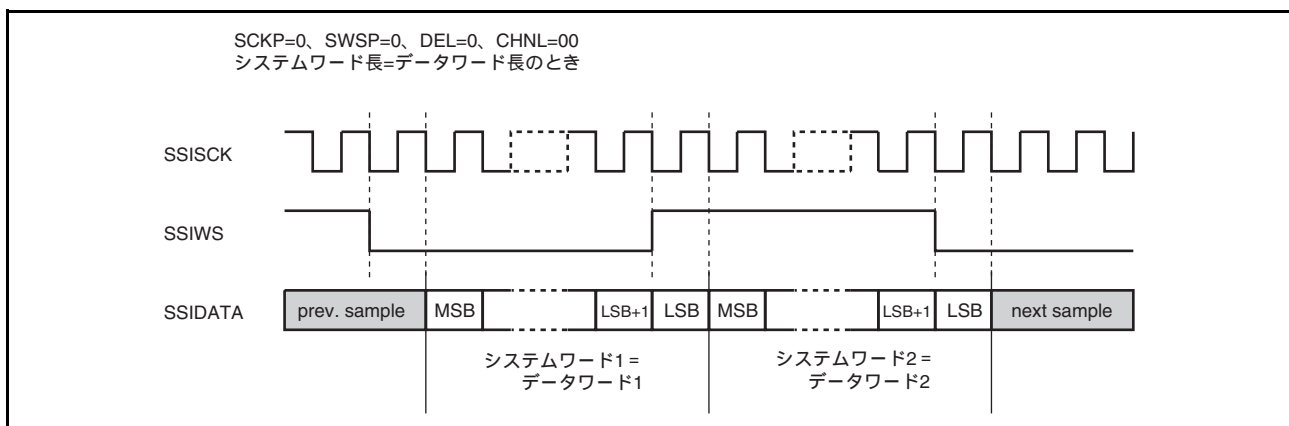 SCKP=0、SWSP=0、DEL=0、CHNL=00
システムワード長=データワード長のとき
SSISCK
SSIWS
SSIDATA
prev. sample
MSB
LSB+1
LSB
MSB
LSB+1
LSB
next sample
システムワード1 =
データワード1
システムワード2 =
データワード2